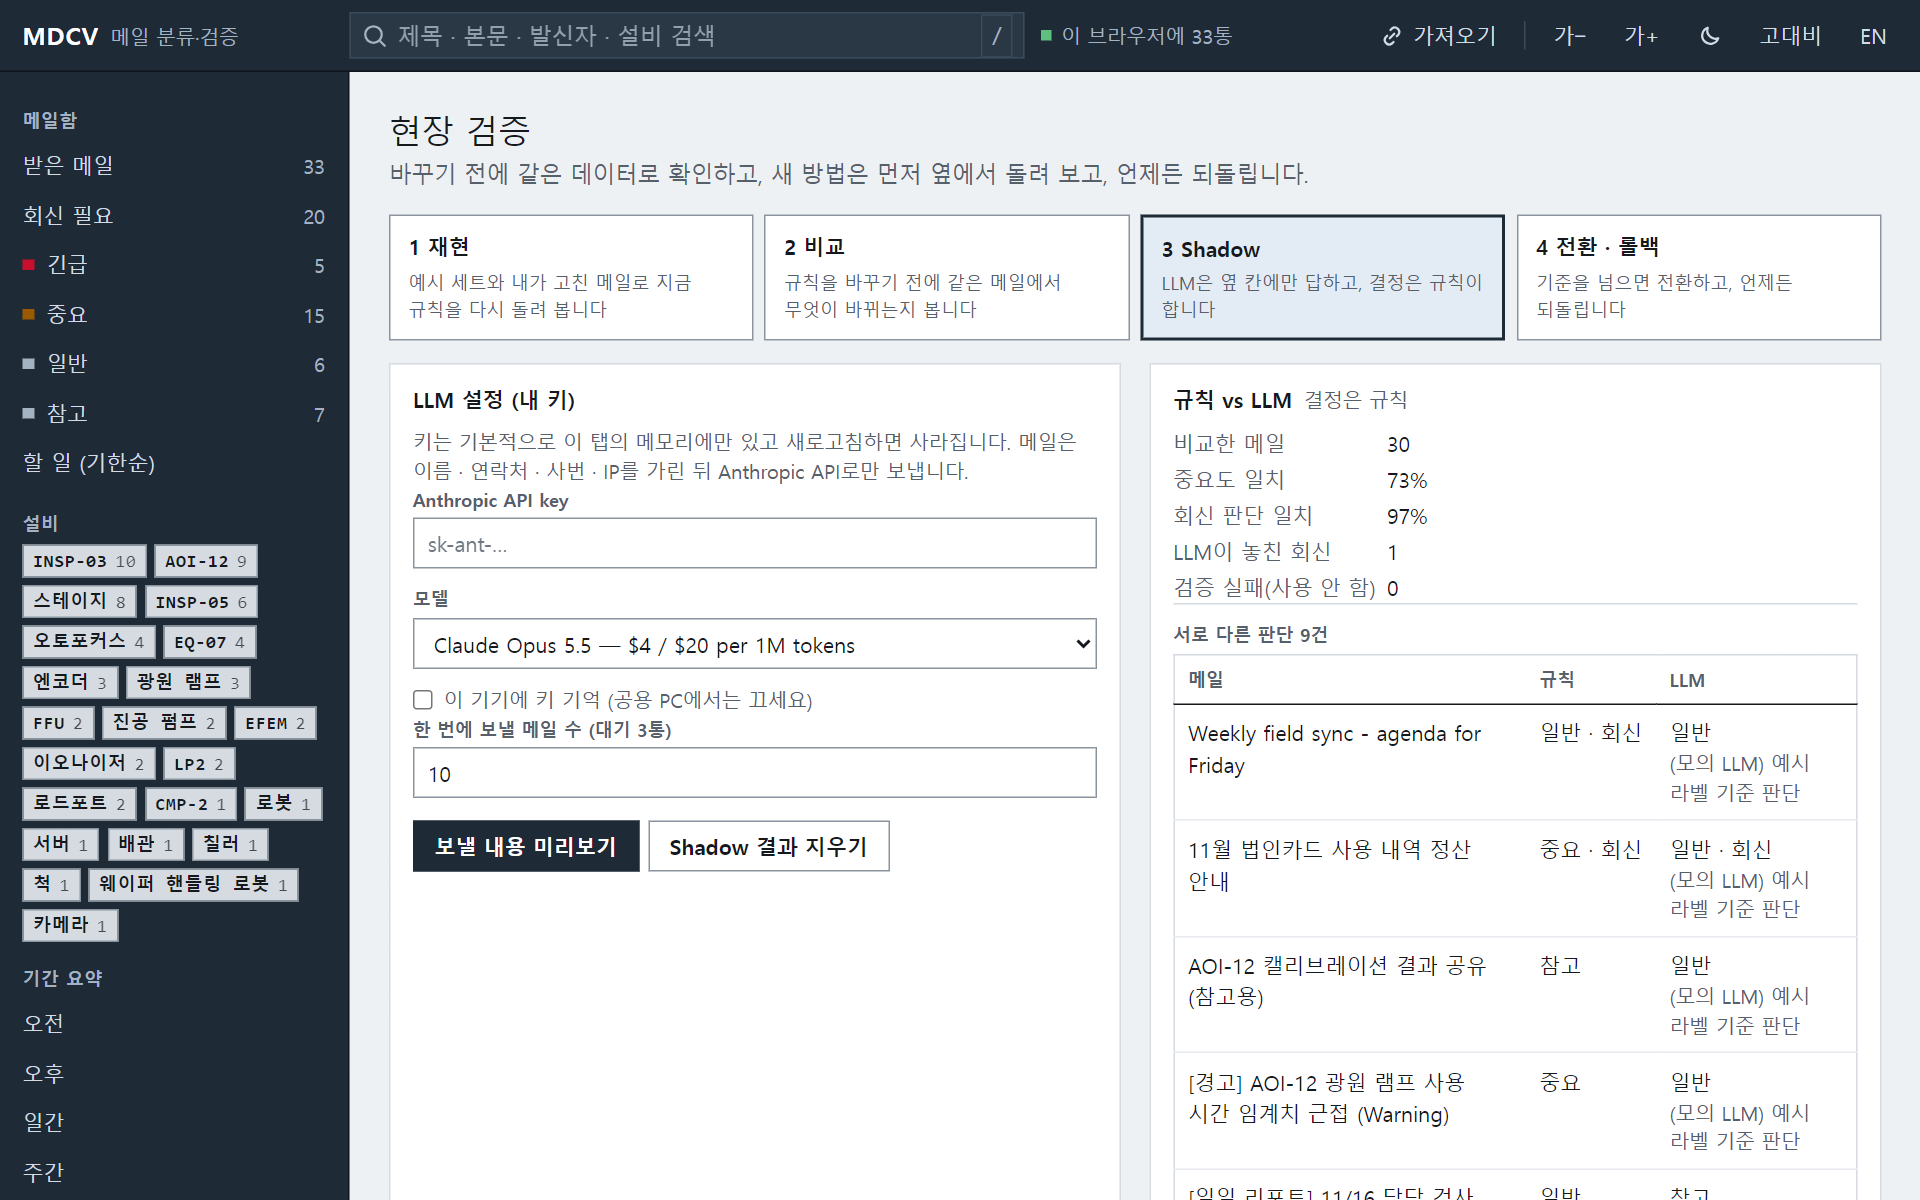 MDCV 메일 분류·검증
제목 · 본문 · 발신자 · 설비 검색 /
이 브라우저에 33통
가져오기
가−
가+
고대비
EN
메일함
받은 메일 33
회신 필요 20
긴급 5
중요 15
일반 6
참고 7
할 일 (기한순)
설비
INSP-03 10 AOI-12 9
스테이지 8 INSP-05 6
오토포커스 4 EQ-07 4
엔코더 3 광원 램프 3
FFU 2 진공 펌프 2 EFEM 2
이오나이저 2 LP2 2
로드포트 2 CMP-2 1 로봇 1
서버 1 배관 1 칠러 1
척 1 웨이퍼 핸들링 로봇 1
카메라 1
기간 요약
오전
오후
일간
주간
현장 검증
바꾸기 전에 같은 데이터로 확인하고, 새 방법은 먼저 옆에서 돌려 보고, 언제든 되돌립니다.
1 재현
예시 세트와 내가 고친 메일로 지금
규칙을 다시 돌려 봅니다
2 비교
규칙을 바꾸기 전에 같은 메일에서
무엇이 바뀌는지 봅니다
3 Shadow
LLM은 옆 칸에만 답하고, 결정은 규칙이
합니다
4 전환 · 롤백
기준을 넘으면 전환하고, 언제든
되돌립니다
LLM 설정 (내 키)
키는 기본적으로 이 탭의 메모리에만 있고 새로고침하면 사라집니다. 메일은
이름 · 연락처 · 사번 · IP를 가린 뒤 Anthropic API로만 보냅니다.
Anthropic API key
sk-ant-...
모델
Claude Opus 5.5 — $4 / $20 per 1M tokens
이 기기에 키 기억 (공용 PC에서는 끄세요)
한 번에 보낼 메일 수 (대기 3통)
10
보낼 내용 미리보기
Shadow 결과 지우기
규칙 vs LLM 결정은 규칙
비교한 메일 30
중요도 일치 73%
회신 판단 일치 97%
LLM이 놓친 회신 1
검증 실패(사용 안 함) 0
서로 다른 판단 9건
메일 규칙 LLM
Weekly field sync - agenda for
Friday
일반 · 회신
일반
(모의 LLM) 예시
라벨 기준 판단
11월 법인카드 사용 내역 정산
안내
중요 · 회신
일반 · 회신
(모의 LLM) 예시
라벨 기준 판단
AOI-12 캘리브레이션 결과 공유
(참고용)
참고
일반
(모의 LLM) 예시
라벨 기준 판단
[경고] AOI-12 광원 램프 사용
시간 임계치 근접 (Warning)
중요
일반
(모의 LLM) 예시
라벨 기준 판단
[일일 리포트] 11/16 담당 검사
일반
참고